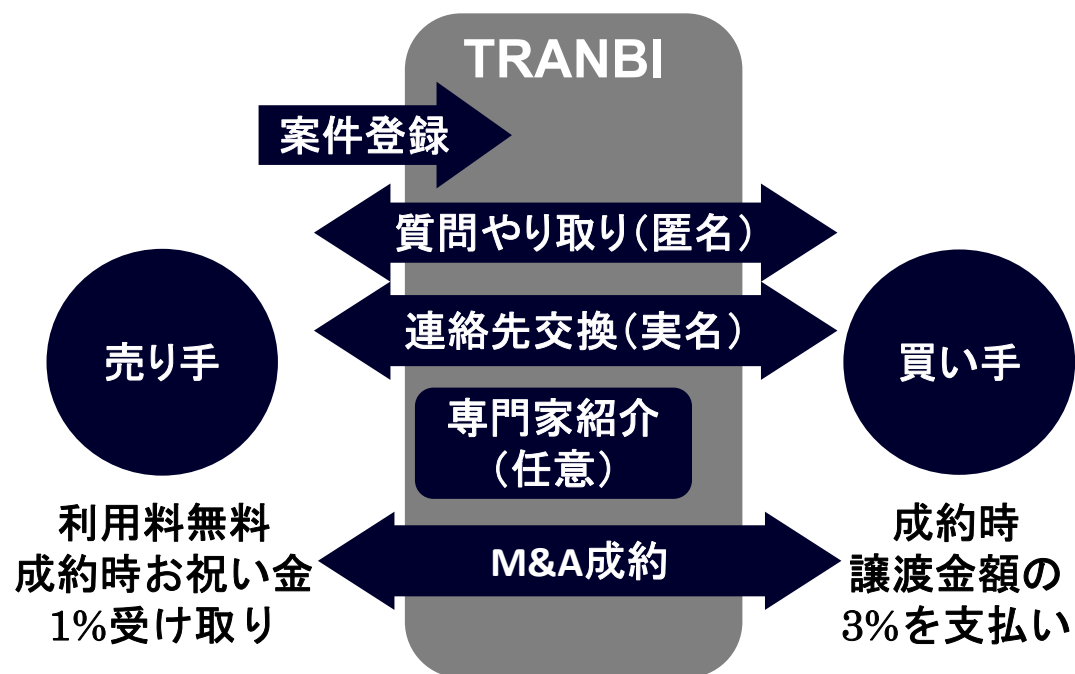 TRANBI
案件登録
質問やり取り（匿名）
連絡先交換（実名）
売り手
買い手
専門家紹介
（任意）
利用料無料
成約時お祝い金
1%受け取り
M&A成約
成約時
譲渡金額の
3%を支払い